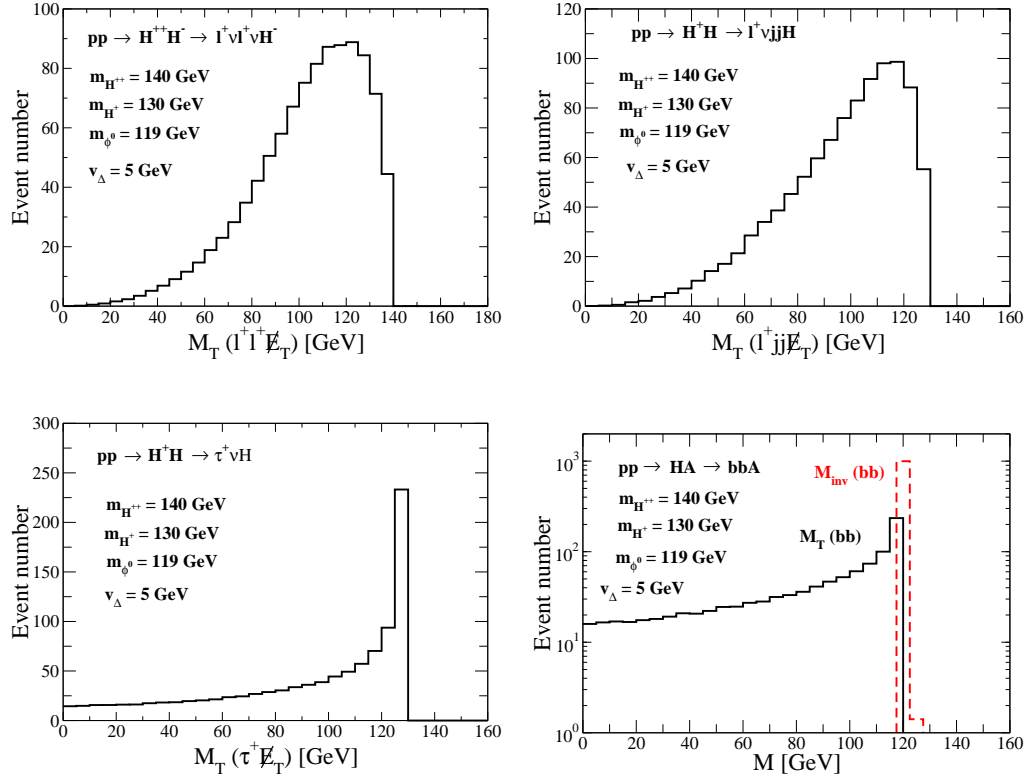 pp → H⁺⁺H⁻ → l⁺νl⁺νH⁻
m_H⁺⁺ = 140 GeV
m_H⁺ = 130 GeV
m_ϕ⁰ = 119 GeV
v_Δ = 5 GeV
Event number
100
80
60
40
20
0
0 20 40 60 80 100 120 140 160 180
M_T (l⁺l⁺E̸_T) [GeV]
pp → H⁺H → l⁺νjjH
m_H⁺⁺ = 140 GeV
m_H⁺ = 130 GeV
m_ϕ⁰ = 119 GeV
v_Δ = 5 GeV
Event number
120
100
80
60
40
20
0
0 20 40 60 80 100 120 140 160
M_T (l⁺jjE̸_T) [GeV]
pp → H⁺H → τ⁺νH
m_H⁺⁺ = 140 GeV
m_H⁺ = 130 GeV
m_ϕ⁰ = 119 GeV
v_Δ = 5 GeV
Event number
300
250
200
150
100
50
0
0 20 40 60 80 100 120 140 160
M_T (τ⁺E̸_T) [GeV]
pp → HA → bbA
M_inv (bb)
m_H⁺⁺ = 140 GeV
m_H⁺ = 130 GeV
M_T (bb)
m_ϕ⁰ = 119 GeV
v_Δ = 5 GeV
Event number
10³
10²
10¹
10⁰
0 20 40 60 80 100 120 140 160
M [GeV]